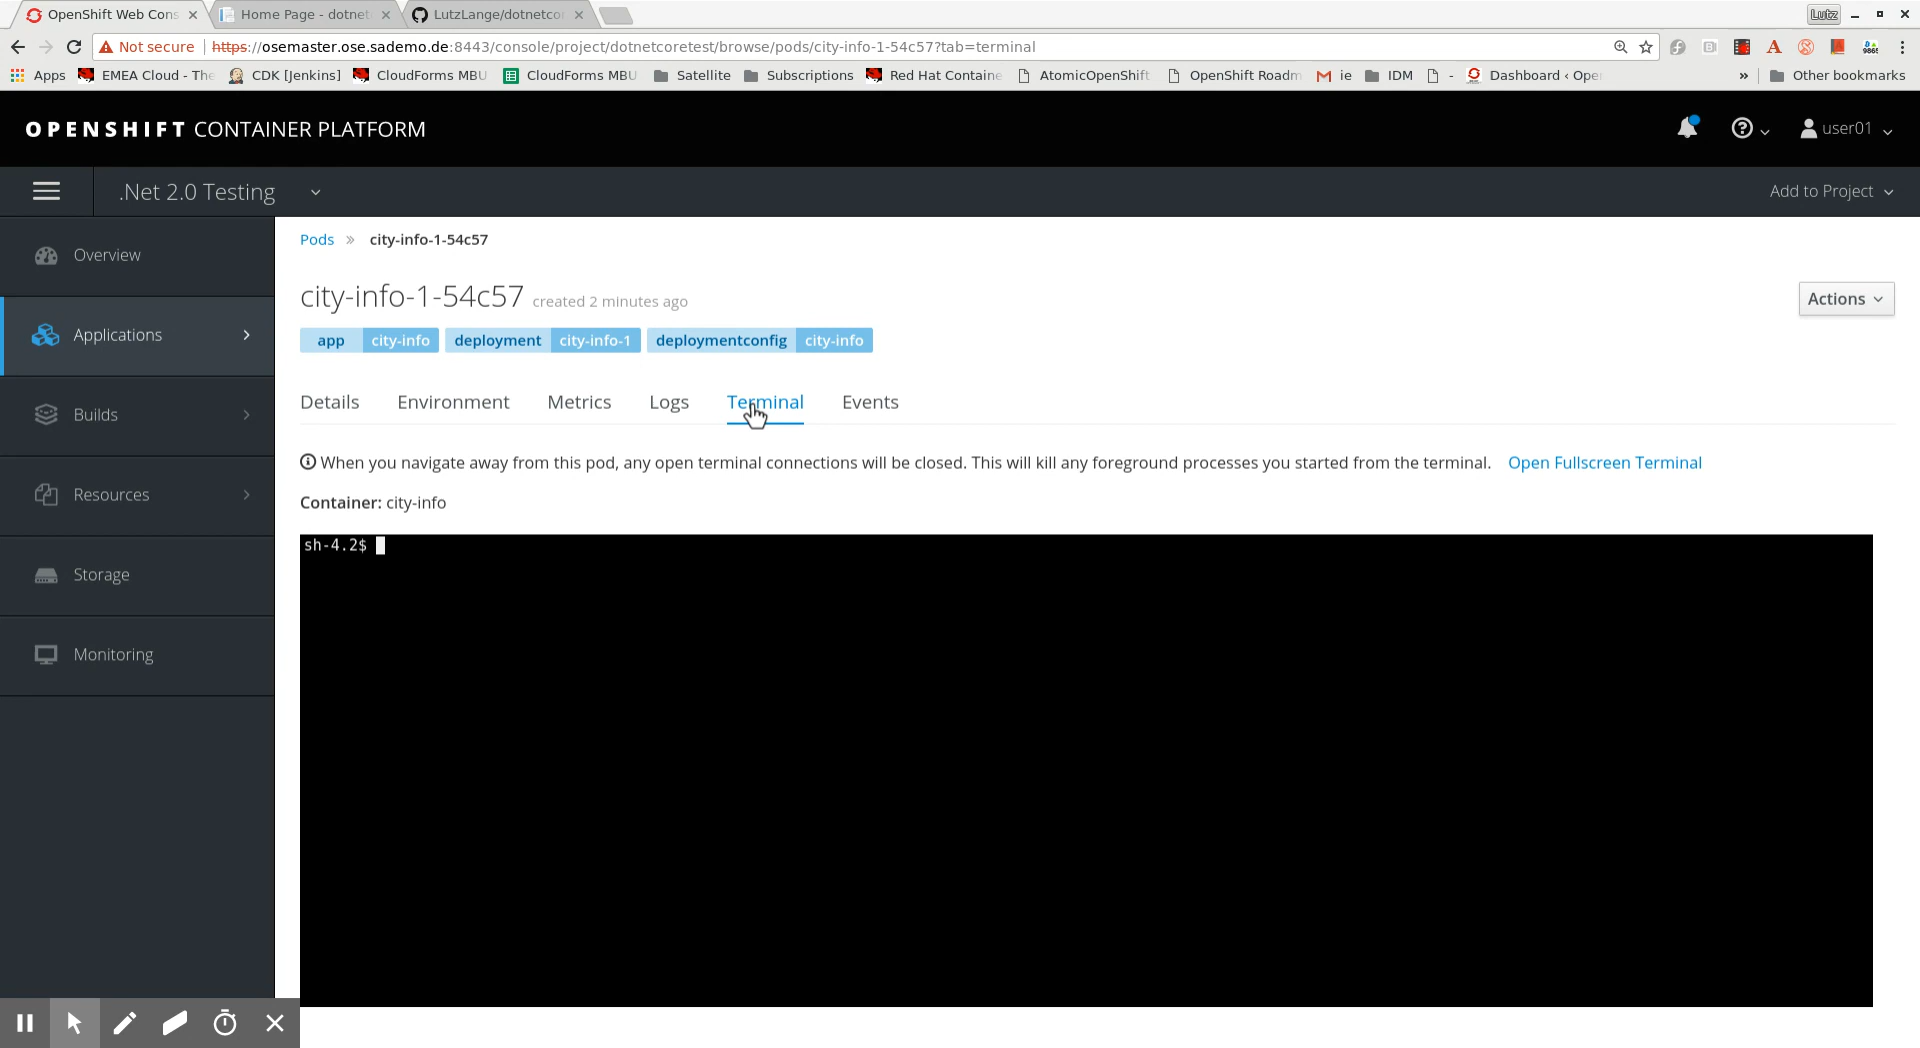 OpenShift Web Cons
Home Page - dotnet
LutzLange/dotnetco
Lutz
Not secure
https://osemaster.ose.sademo.de:8443/console/project/dotnetcoretest/browse/pods/city-info-1-54c57?tab=terminal
Apps
EMEA Cloud - The
CDK [Jenkins]
CloudForms MBU
CloudForms MBU
Satellite
Subscriptions
Red Hat Containe
AtomicOpenShift
OpenShift Roadm
ie
IDM
-
Dashboard ‹ Ope
»
Other bookmarks
OPENSHIFT CONTAINER PLATFORM
user01
.Net 2.0 Testing
Add to Project
Overview
Applications
Builds
Resources
Storage
Monitoring
Pods » city-info-1-54c57
city-info-1-54c57 created 2 minutes ago
Actions
app city-info deployment city-info-1 deploymentconfig city-info
Details Environment Metrics Logs Terminal Events
When you navigate away from this pod, any open terminal connections will be closed. This will kill any foreground processes you started from the terminal. Open Fullscreen Terminal
Container: city-info
sh-4.2$